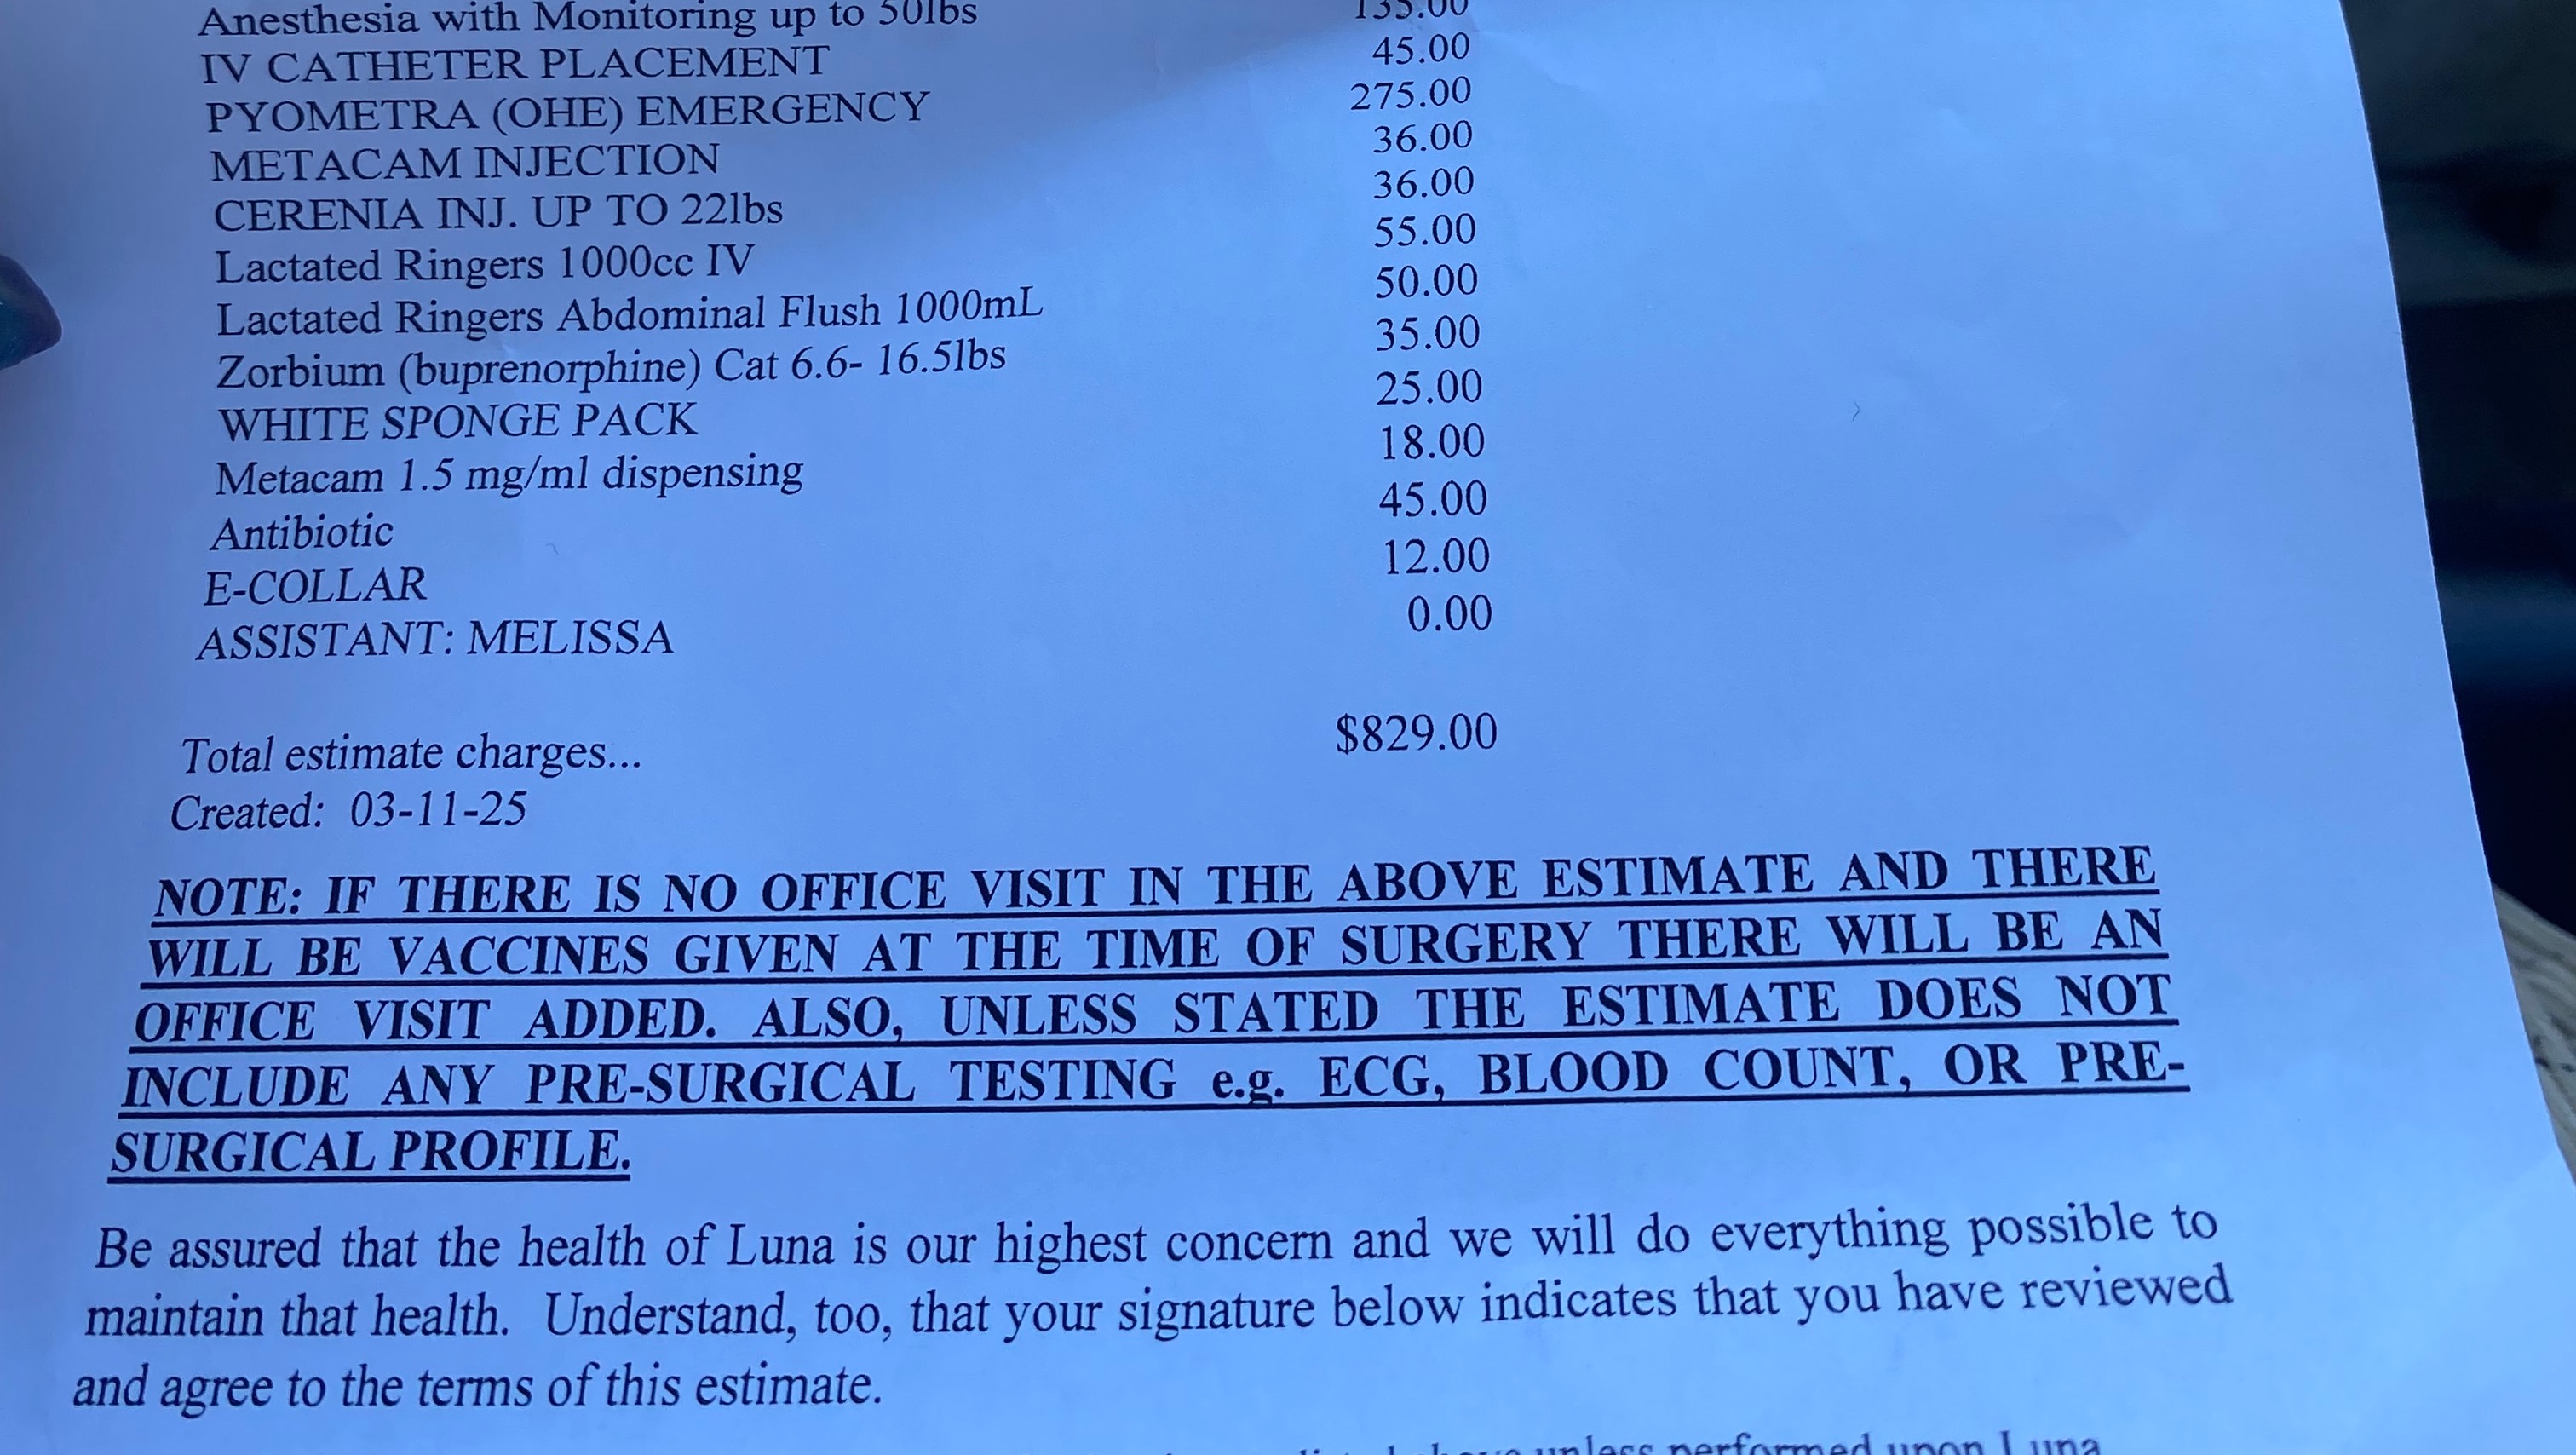 Anesthesia with Monitoring up to 50lbs 135.00
IV CATHETER PLACEMENT 45.00
PYOMETRA (OHE) EMERGENCY 275.00
METACAM INJECTION 36.00
CERENIA INJ. UP TO 22lbs 36.00
Lactated Ringers 1000cc IV 55.00
Lactated Ringers Abdominal Flush 1000mL 50.00
Zorbium (buprenorphine) Cat 6.6- 16.5lbs 35.00
WHITE SPONGE PACK 25.00
Metacam 1.5 mg/ml dispensing 18.00
Antibiotic 45.00
E-COLLAR 12.00
ASSISTANT: MELISSA 0.00
Total estimate charges... $829.00
Created: 03-11-25
NOTE: IF THERE IS NO OFFICE VISIT IN THE ABOVE ESTIMATE AND THERE
WILL BE VACCINES GIVEN AT THE TIME OF SURGERY THERE WILL BE AN
OFFICE VISIT ADDED. ALSO, UNLESS STATED THE ESTIMATE DOES NOT
INCLUDE ANY PRE-SURGICAL TESTING e.g. ECG, BLOOD COUNT, OR PRE-
SURGICAL PROFILE.
Be assured that the health of Luna is our highest concern and we will do everything possible to
maintain that health. Understand, too, that your signature below indicates that you have reviewed
and agree to the terms of this estimate.
unless performed upon Luna